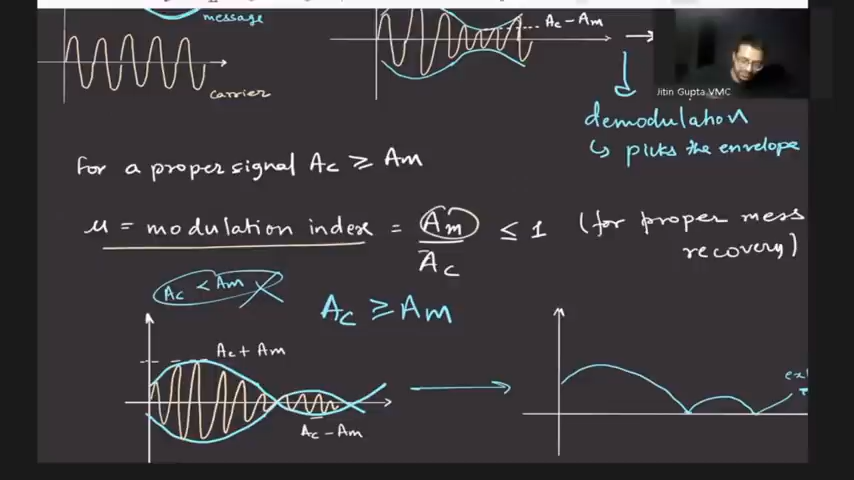 message
Ac - Am
carrier
Jitin Gupta VMC
demodulation
↳ picks the envelope
For a proper signal Ac ≥ Am
μ = modulation index = Am / Ac ≤ 1 (for proper mess
recovery)
Ac < Am
Ac ≥ Am
Ac + Am
Ac - Am